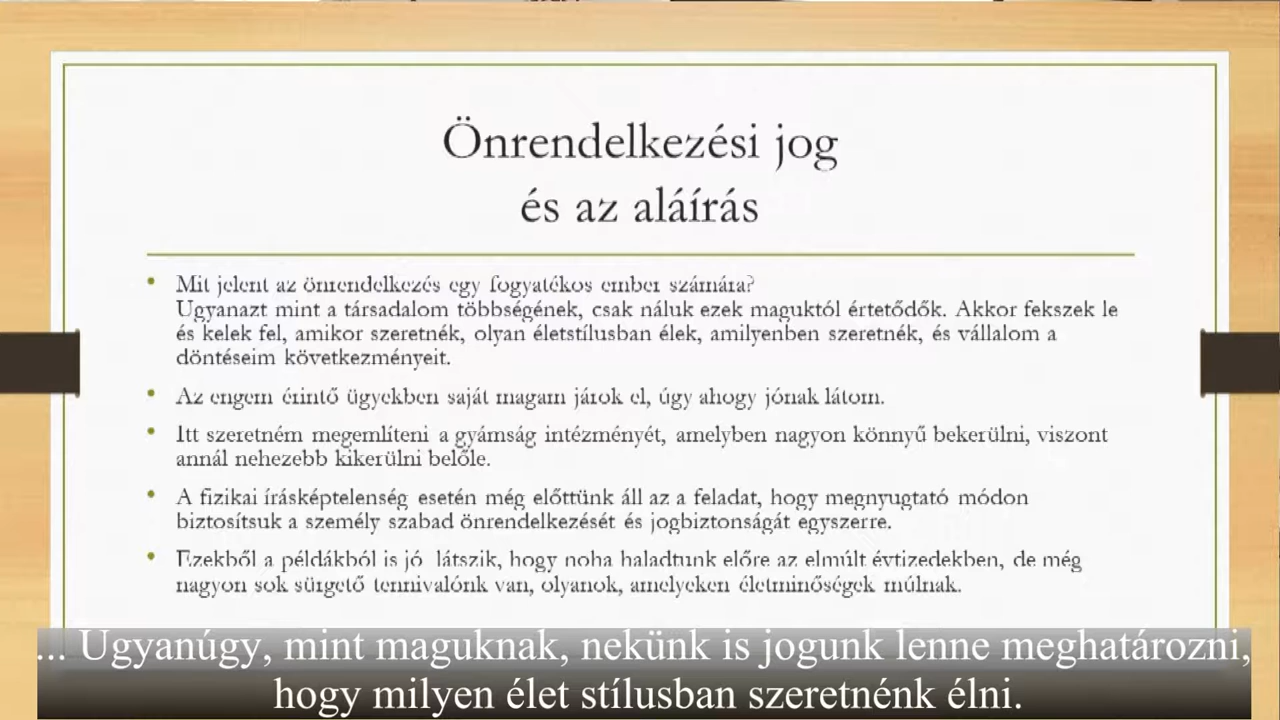 Önrendelkezési jog
és az aláírás
• Mit jelent az önrendelkezés egy fogyatékos ember számára?
Ugyanazt mint a társadalom többségének, csak náluk ezek maguktól értetődők. Akkor fekszek le
és kelek fel, amikor szeretnék, olyan életstílusban élek, amilyenben szeretnék, és vállalom a
döntéseim következményeit.
• Az engem érintő ügyekben saját magam járok el, úgy ahogy jónak látom.
• Itt szeretném megemlíteni a gyámság intézményét, amelyben nagyon könnyű bekerülni, viszont
annál nehezebb kikerülni belőle.
• A fizikai írásképtelenség esetén még előttünk áll az a feladat, hogy megnyugtató módon
biztosítsuk a személy szabad önrendelkezését és jogbiztonságát egyszerre.
• Ezekből a példákból is jó látszik, hogy noha haladtunk előre az elmúlt évtizedekben, de még
nagyon sok sürgető tennivalónk van, olyanok, amelyeken életminőségek múlnak.
... Ugyanúgy, mint maguknak, nekünk is jogunk lenne meghatározni,
hogy milyen élet stílusban szeretnénk élni.